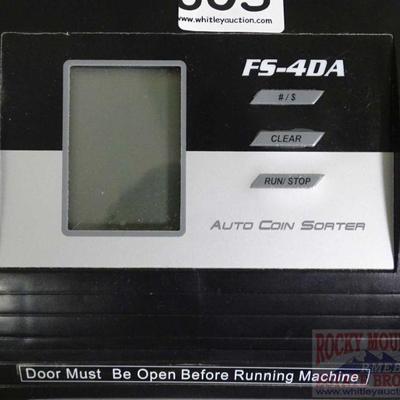 www.whitleyauction.com
FS-4DA
# / $
CLEAR
RUN/ STOP
AUTO COIN SORTER
Door Must Be Open Before Running Machine
ROCKY MOU